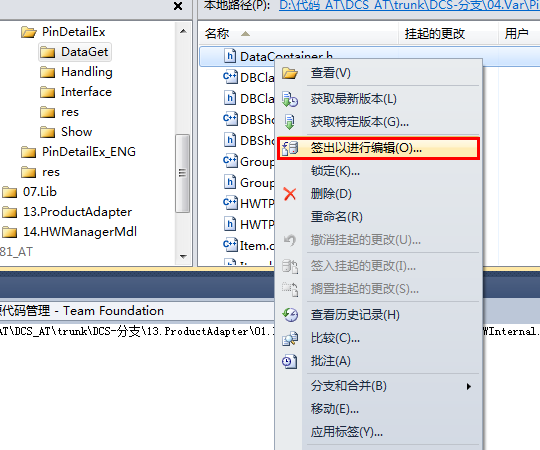 本地路径(P): D:\代码_AT\DCS_AT\trunk\DCS-分支\04.Var\Pi
PinDetailEx
DataGet
Handling
Interface
res
Show
PinDetailEx_ENG
res
07.Lib
13.ProductAdapter
14.HWManagerMdl
81_AT
名称 挂起的更改 用户
DataContainer.h
DBCla
DBCla
DBSho
DBSho
Group
Group
HWTP
HWTP
Item.c
查看(V)
获取最新版本(L)
获取特定版本(G)...
签出以进行编辑(O)...
锁定(K)...
删除(D)
重命名(R)
撤消挂起的更改(U)...
签入挂起的更改(I)...
搁置挂起的更改(S)...
查看历史记录(H)
比较(C)...
批注(A)
分支和合并(B)
移动(E)...
应用标签(Y)...
代码管理 - Team Foundation
AT\DCS_AT\trunk\DCS-分支\13.ProductAdapter\01. WInternal.